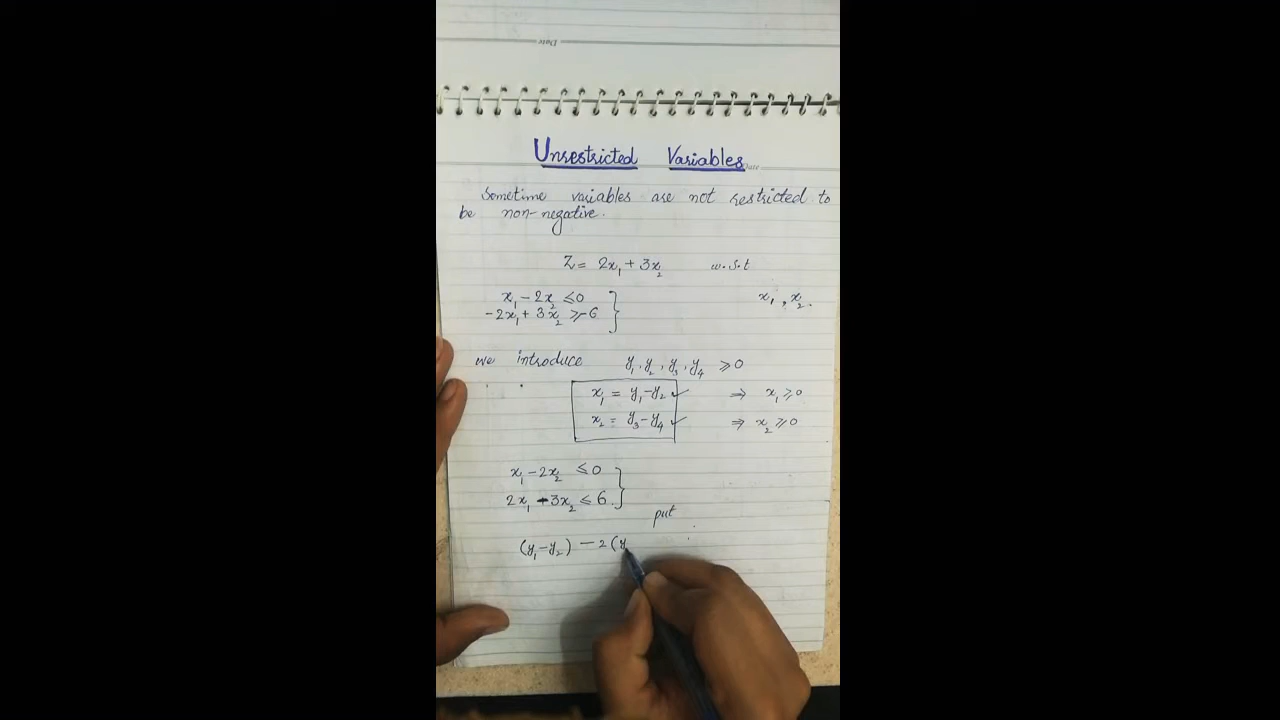 Date
Unrestricted Variables
Date
Sometime variables are not restricted to
be non-negative.
Z = 2x₁ + 3x₂ w.s.t
x₁ - 2x₂ ≤ 0 x₁, x₂.
-2x₁ + 3x₂ ≥ -6
we introduce y₁, y₂, y₃, y₄ ≥ 0
x₁ = y₁ - y₂ ✓ ⇒ x₁ ≥ 0
x₂ = y₃ - y₄ ✓ ⇒ x₂ ≥ 0
x₁ - 2x₂ ≤ 0
2x₁ - 3x₂ ≤ 6
put
(y₁ - y₂) - 2(y